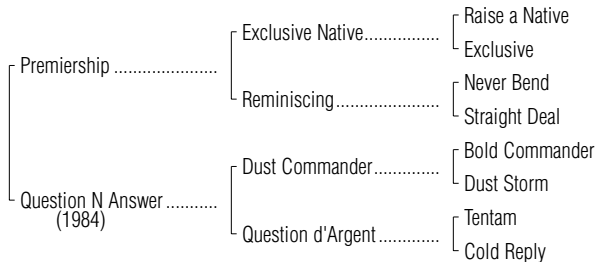 Raise a Native
Exclusive Native..................
Exclusive
Premiership ......................
Never Bend
Reminiscing.........................
Straight Deal
Bold Commander
Dust Commander...............
Dust Storm
Question N Answer ...........
(1984)
Tentam
Question d'Argent..............
Cold Reply